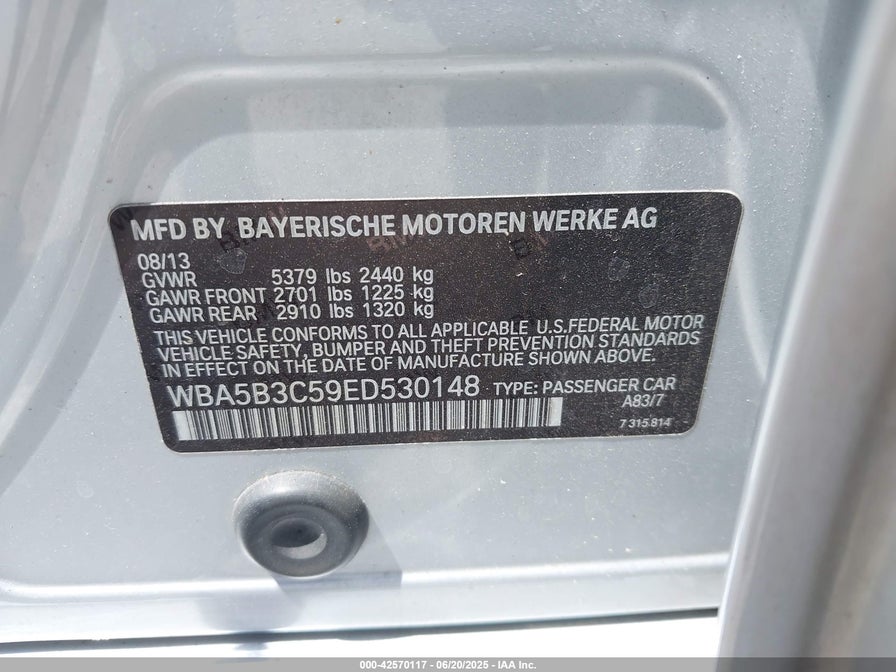 MFD BY BAYERISCHE MOTOREN WERKE AG
08/13
GVWR 5379 lbs 2440 kg
GAWR FRONT 2701 lbs 1225 kg
GAWR REAR 2910 lbs 1320 kg
THIS VEHICLE CONFORMS TO ALL APPLICABLE U.S.FEDERAL MOTOR
VEHICLE SAFETY, BUMPER AND THEFT PREVENTION STANDARDS
IN EFFECT ON THE DATE OF MANUFACTURE SHOWN ABOVE.
WBA5B3C59ED530148 TYPE: PASSENGER CAR
A83/7
7 315 814
000-42570117 | 06/20/2025 | IAA Inc.